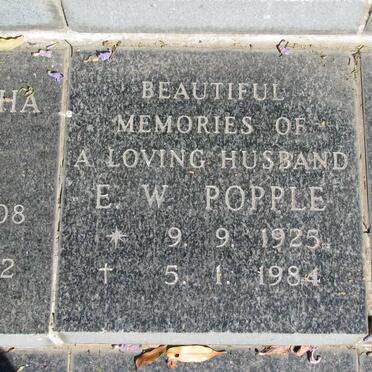 BEAUTIFUL
MEMORIES OF
A LOVING HUSBAND
E. W. POPPLE
* 9. 9. 1925
† 5. 1. 1984